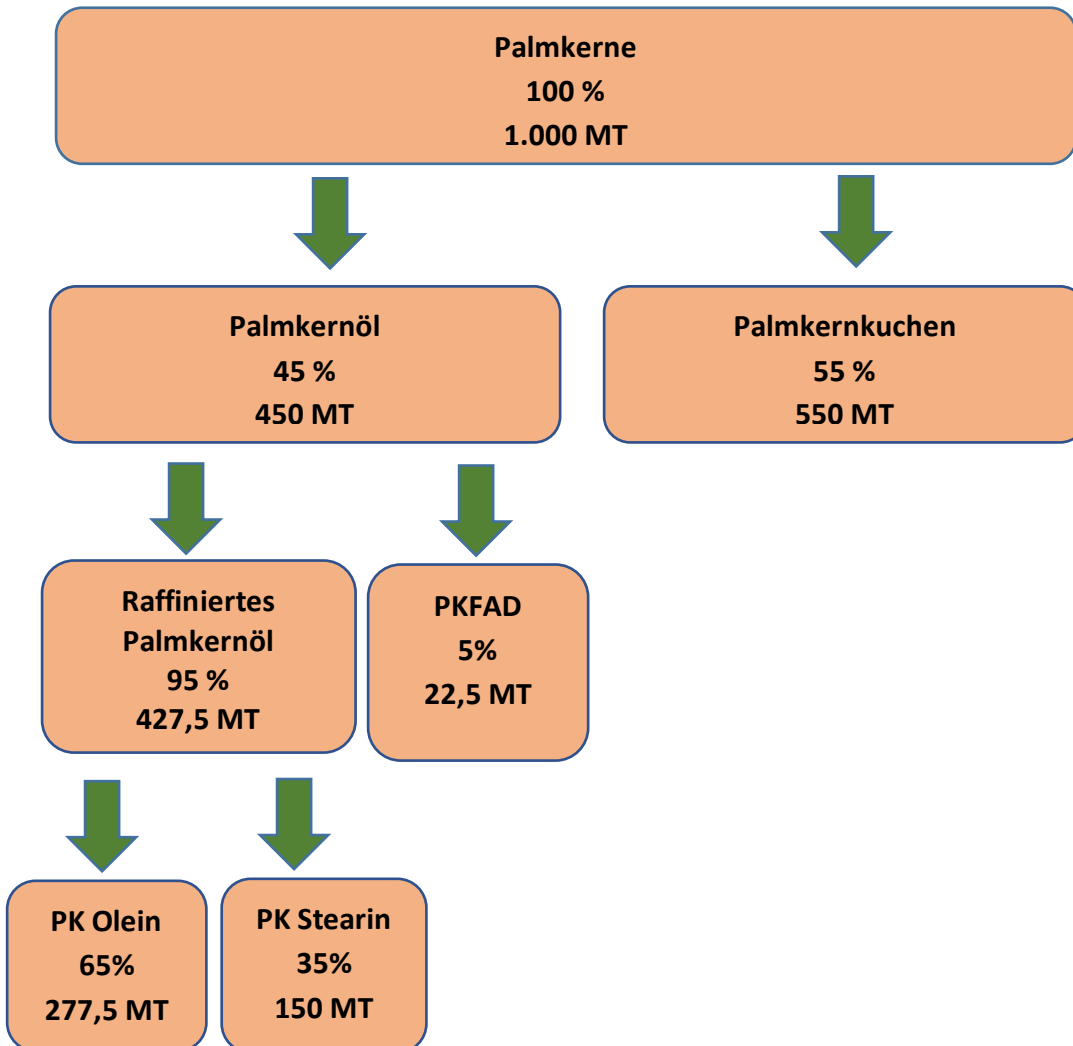 Palmkerne
100 %
1.000 MT
Palmkernöl
45 %
450 MT
Palmkernkuchen
55 %
550 MT
Raffiniertes
Palmkernöl
95 %
427,5 MT
PKFAD
5%
22,5 MT
PK Olein
65%
277,5 MT
PK Stearin
35%
150 MT